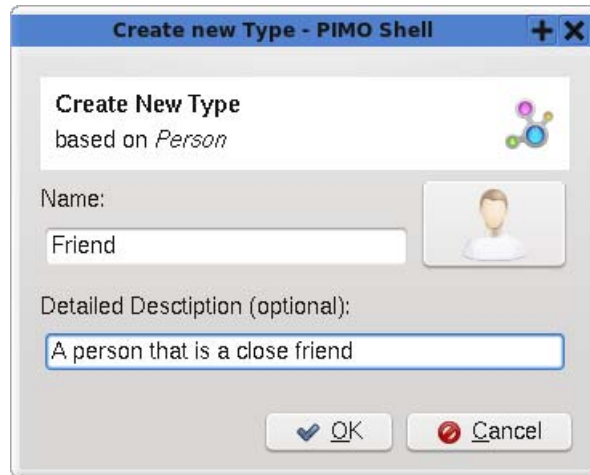 Create new Type - PIMO Shell
Create New Type
based on Person
Name:
Friend
Detailed Desctiption (optional):
A person that is a close friend
OK
Cancel